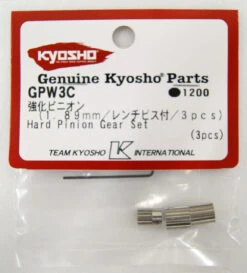 KYOSHO
Genuine Kyosho® Parts
GPW3C ●1200
強化ピニオン
(1.89mm/レンチビス付/3pcs)
Hard Pinion Gear Set
(3pcs)
TEAM KYOSHO K INTERNATIONAL